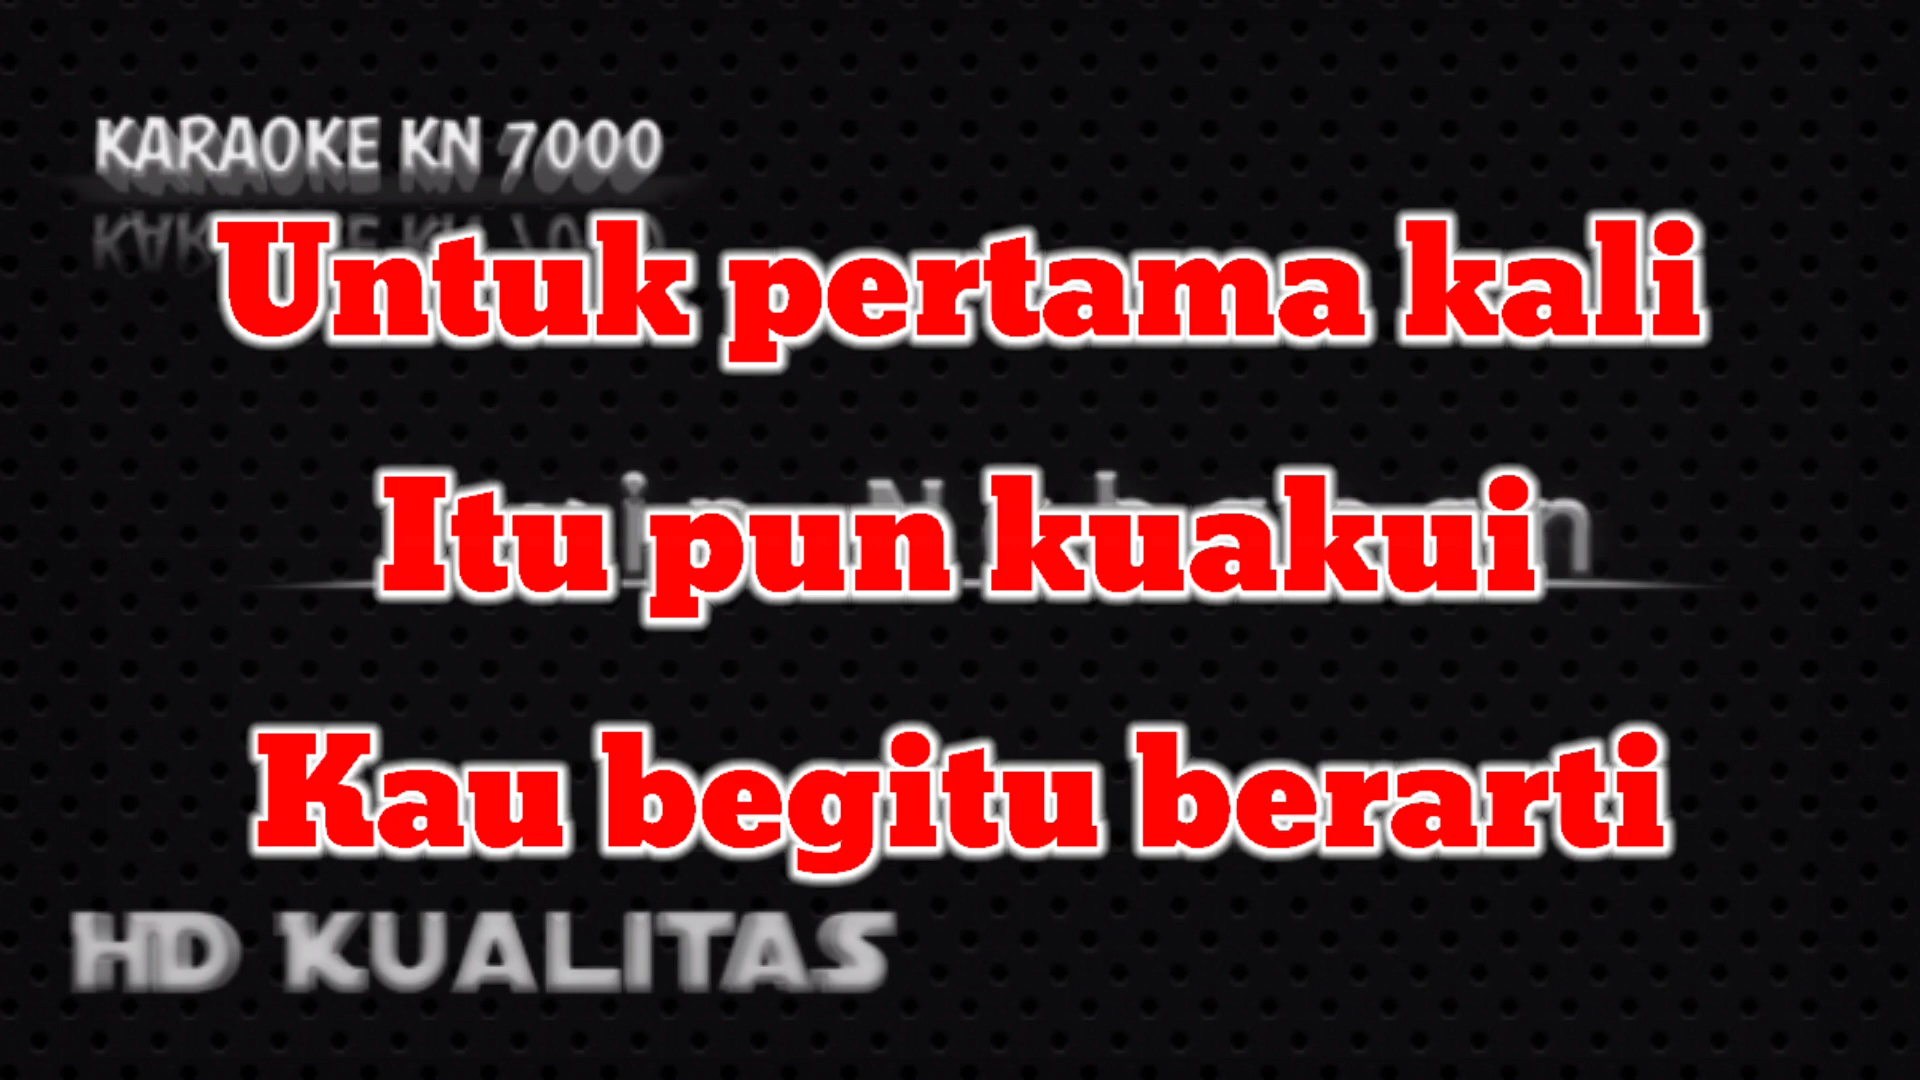 KARAOKE KN 7000
Untuk pertama kali
Itu pun kuakui
Kau begitu berarti
HD KUALITAS